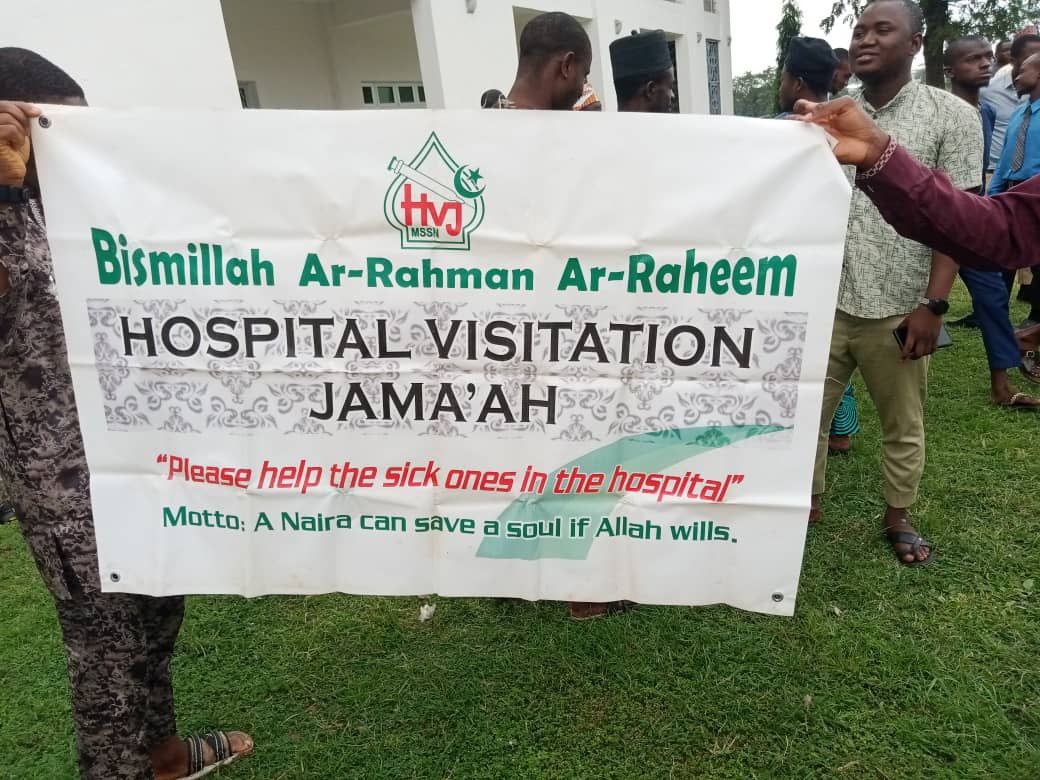 HVJ
MSSN
Bismillah Ar-Rahman Ar-Raheem
HOSPITAL VISITATION
JAMA'AH
"Please help the sick ones in the hospital"
Motto: A Naira can save a soul if Allah wills.